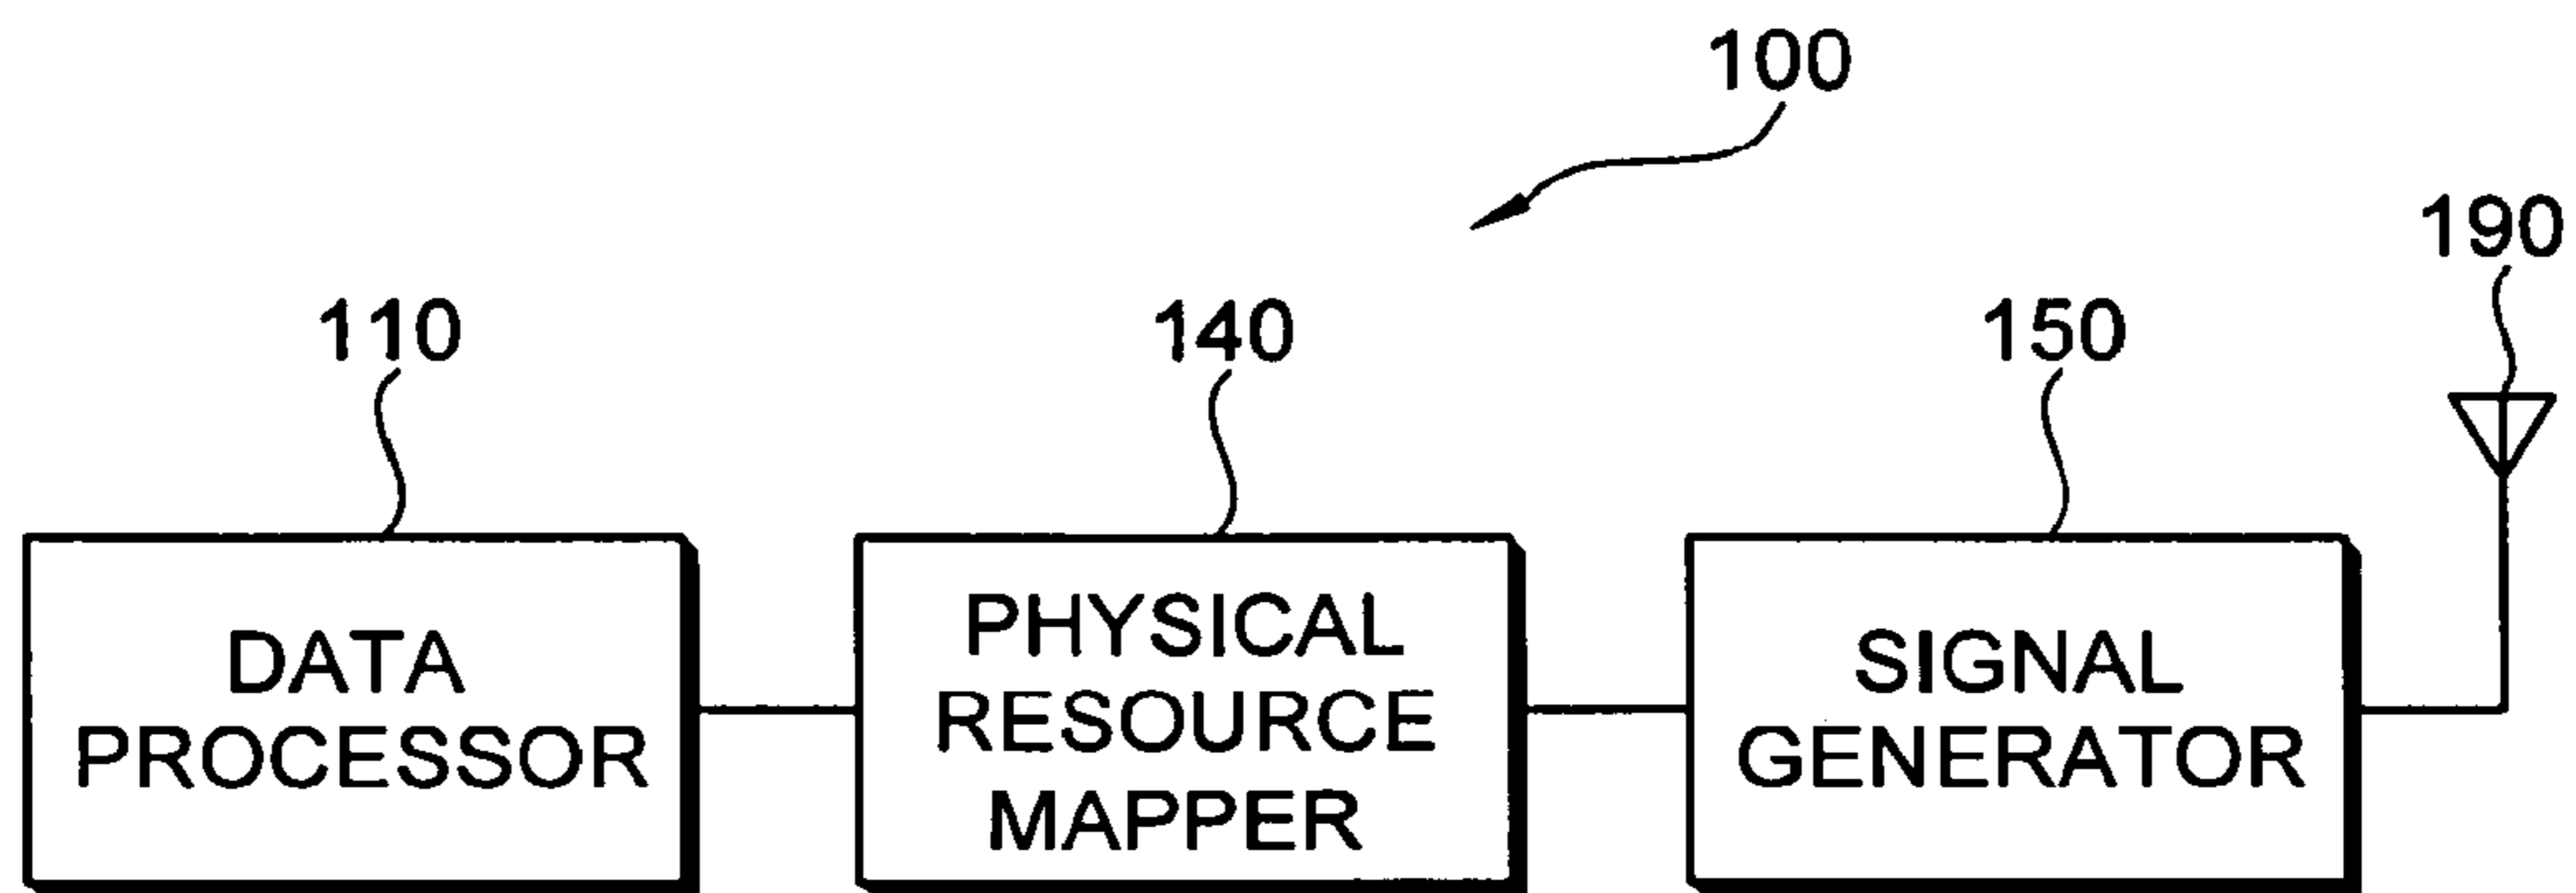 100
190
110
140
150
DATA
PROCESSOR
PHYSICAL
RESOURCE
MAPPER
SIGNAL
GENERATOR